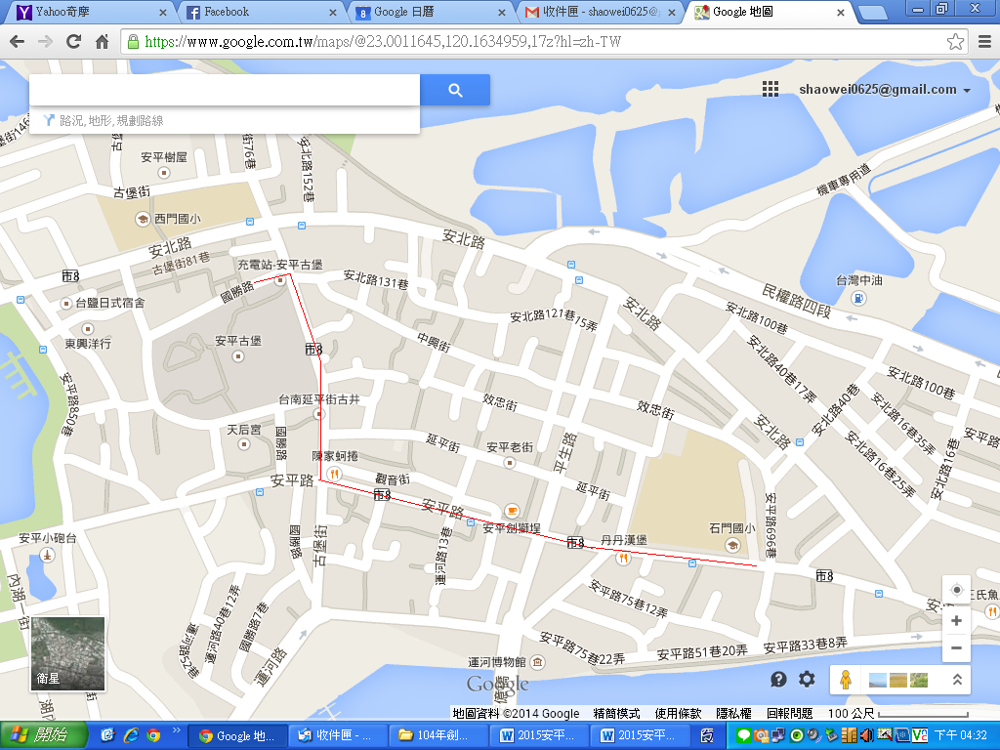 Yahoo奇摩
Facebook
Google 日曆
收件匣 - shaowei0625@
Google 地圖
https://www.google.com.tw/maps/@23.0011645,120.1634959,17z?hl=zh-TW
shaowei0625@gmail.com
路況, 地形, 規劃路線
安北路152巷
安平樹屋
古堡街
西門國小
安北路
安北路
機車專用道
古堡街81巷
市8
充電站-安平古堡
國勝路
安北路131巷
台鹽日式宿舍
東興洋行
安平古堡
市8
中興街
安北路121巷15弄
安北路
民權路四段
台灣中油
安北路100巷
安平路850巷
台南延平街古井
效忠街
效忠街
安北路40巷17弄
安北路40巷
安北路100巷
安北路16巷35弄
安北路16巷25弄
安北路16巷
安北路
天后宮
國勝路
延平街
平生路
安平老街
延平街
陳家蚵捲
安平路
觀音街
市8
安平路
安平劍獅埕
市8
丹丹漢堡
石門國小
安平路696巷
市8
安平小砲台
國勝路
古堡街
運河路13巷
內湖一街
運河路40巷12弄
國勝路7巷
運河路
安平路75巷12弄
安平路75巷22弄
安平路51巷20弄
安平路33巷8弄
運河博物館
衛星
Google
地圖資料 ©2014 Google
精簡模式
使用條款
隱私權
回報問題
100 公尺
開始
Google 地...
收件匣 - ...
104年劍...
2015安平...
2015安平...
下午 04:32